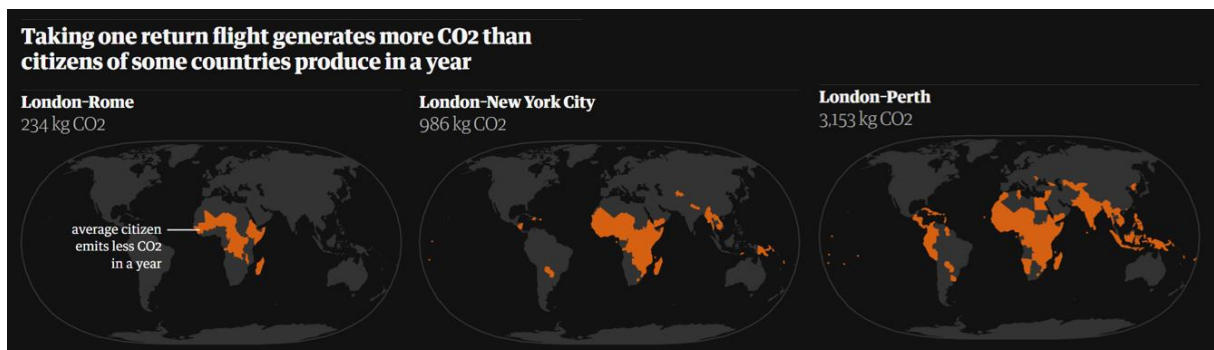 Taking one return flight generates more CO2 than
citizens of some countries produce in a year
London-Rome
234 kg CO2
average citizen
emits less CO2
in a year
London-New York City
986 kg CO2
London-Perth
3,153 kg CO2